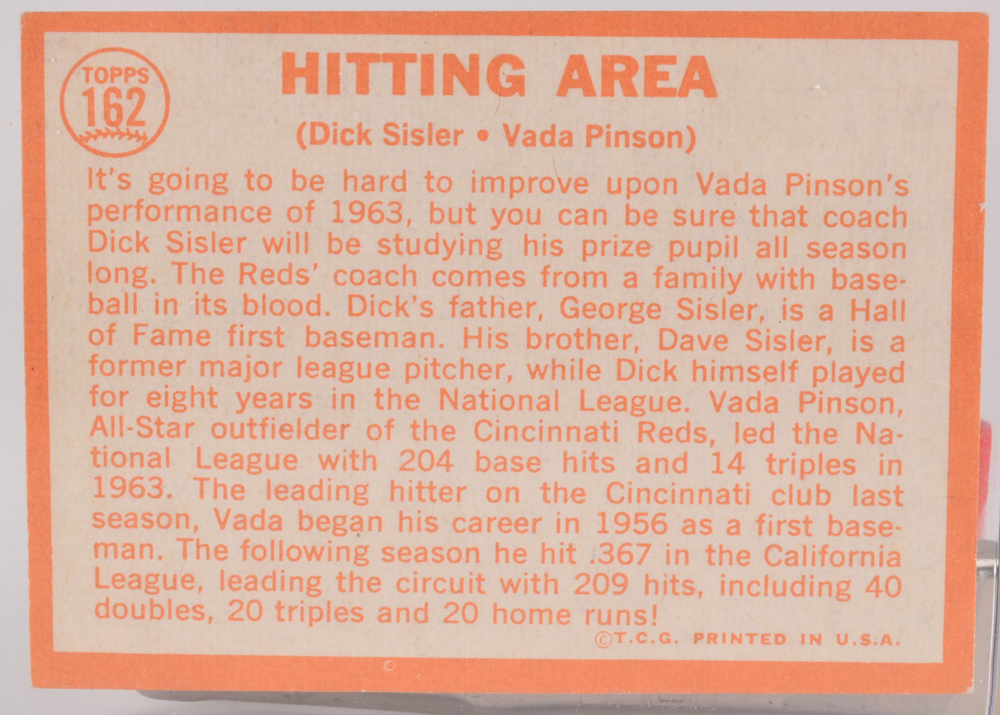 TOPPS
162
HITTING AREA
(Dick Sisler • Vada Pinson)
It's going to be hard to improve upon Vada Pinson's
performance of 1963, but you can be sure that coach
Dick Sisler will be studying his prize pupil all season
long. The Reds' coach comes from a family with base-
ball in its blood. Dick's father, George Sisler, is a Hall
of Fame first baseman. His brother, Dave Sisler, is a
former major league pitcher, while Dick himself played
for eight years in the National League. Vada Pinson,
All-Star outfielder of the Cincinnati Reds, led the Na-
tional League with 204 base hits and 14 triples in
1963. The leading hitter on the Cincinnati club last
season, Vada began his career in 1956 as a first base-
man. The following season he hit .367 in the California
League, leading the circuit with 209 hits, including 40
doubles, 20 triples and 20 home runs!
©T.C.G. PRINTED IN U.S.A.